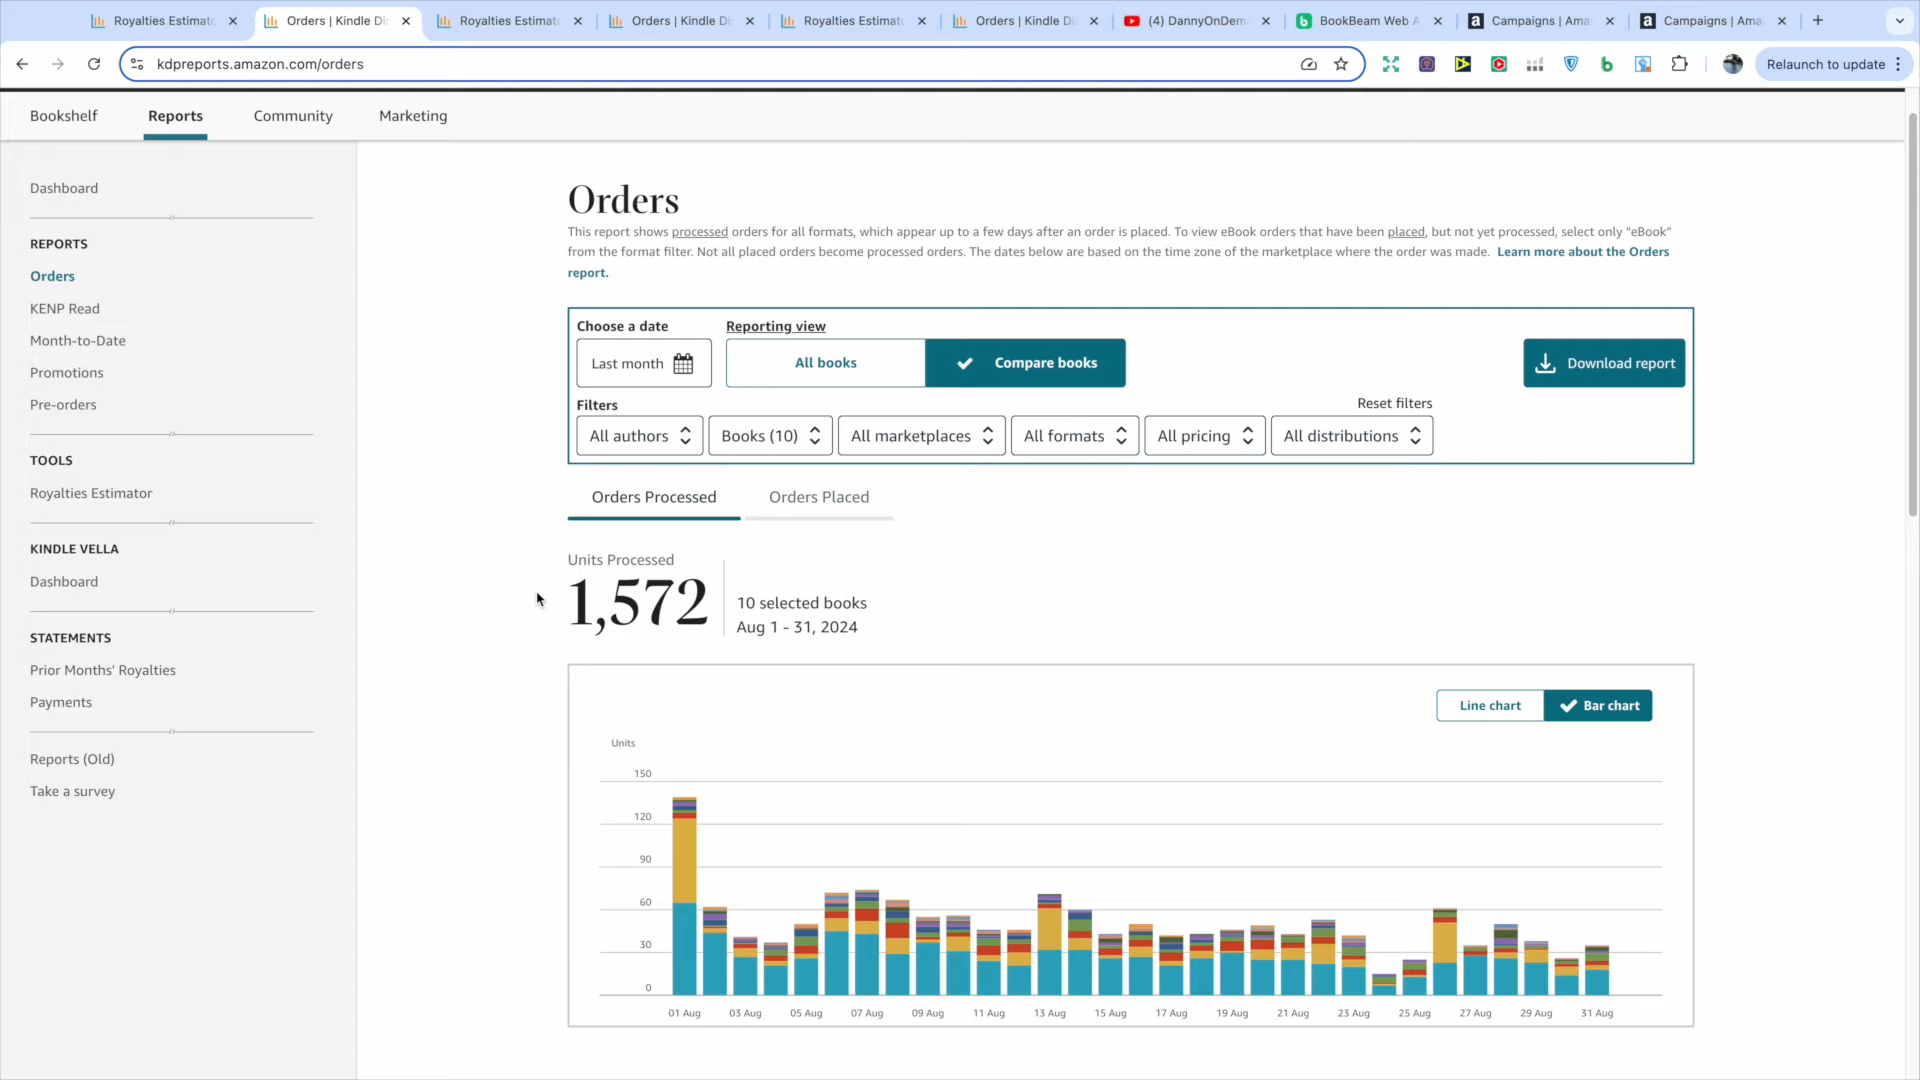 Royalties Estimato
Orders | Kindle Di
Royalties Estimato
Orders | Kindle Di
Royalties Estimato
Orders | Kindle Di
(4) DannyOnDem
BookBeam Web A
Campaigns | Ama
Campaigns | Ama
kdpreports.amazon.com/orders
Relaunch to update
Bookshelf
Reports
Community
Marketing
Dashboard
REPORTS
Orders
KENP Read
Month-to-Date
Promotions
Pre-orders
TOOLS
Royalties Estimator
KINDLE VELLA
Dashboard
STATEMENTS
Prior Months' Royalties
Payments
Reports (Old)
Take a survey
Orders
This report shows processed orders for all formats, which appear up to a few days after an order is placed. To view eBook orders that have been placed, but not yet processed, select only "eBook"
from the format filter. Not all placed orders become processed orders. The dates below are based on the time zone of the marketplace where the order was made. Learn more about the Orders
report.
Choose a date
Reporting view
Last month
All books
Compare books
Download report
Filters
Reset filters
All authors
Books (10)
All marketplaces
All formats
All pricing
All distributions
Orders Processed
Orders Placed
Units Processed
1,572
10 selected books
Aug 1 - 31, 2024
Line chart
Bar chart
Units
150
120
90
60
30
0
01 Aug
03 Aug
05 Aug
07 Aug
09 Aug
11 Aug
13 Aug
15 Aug
17 Aug
19 Aug
21 Aug
23 Aug
25 Aug
27 Aug
29 Aug
31 Aug